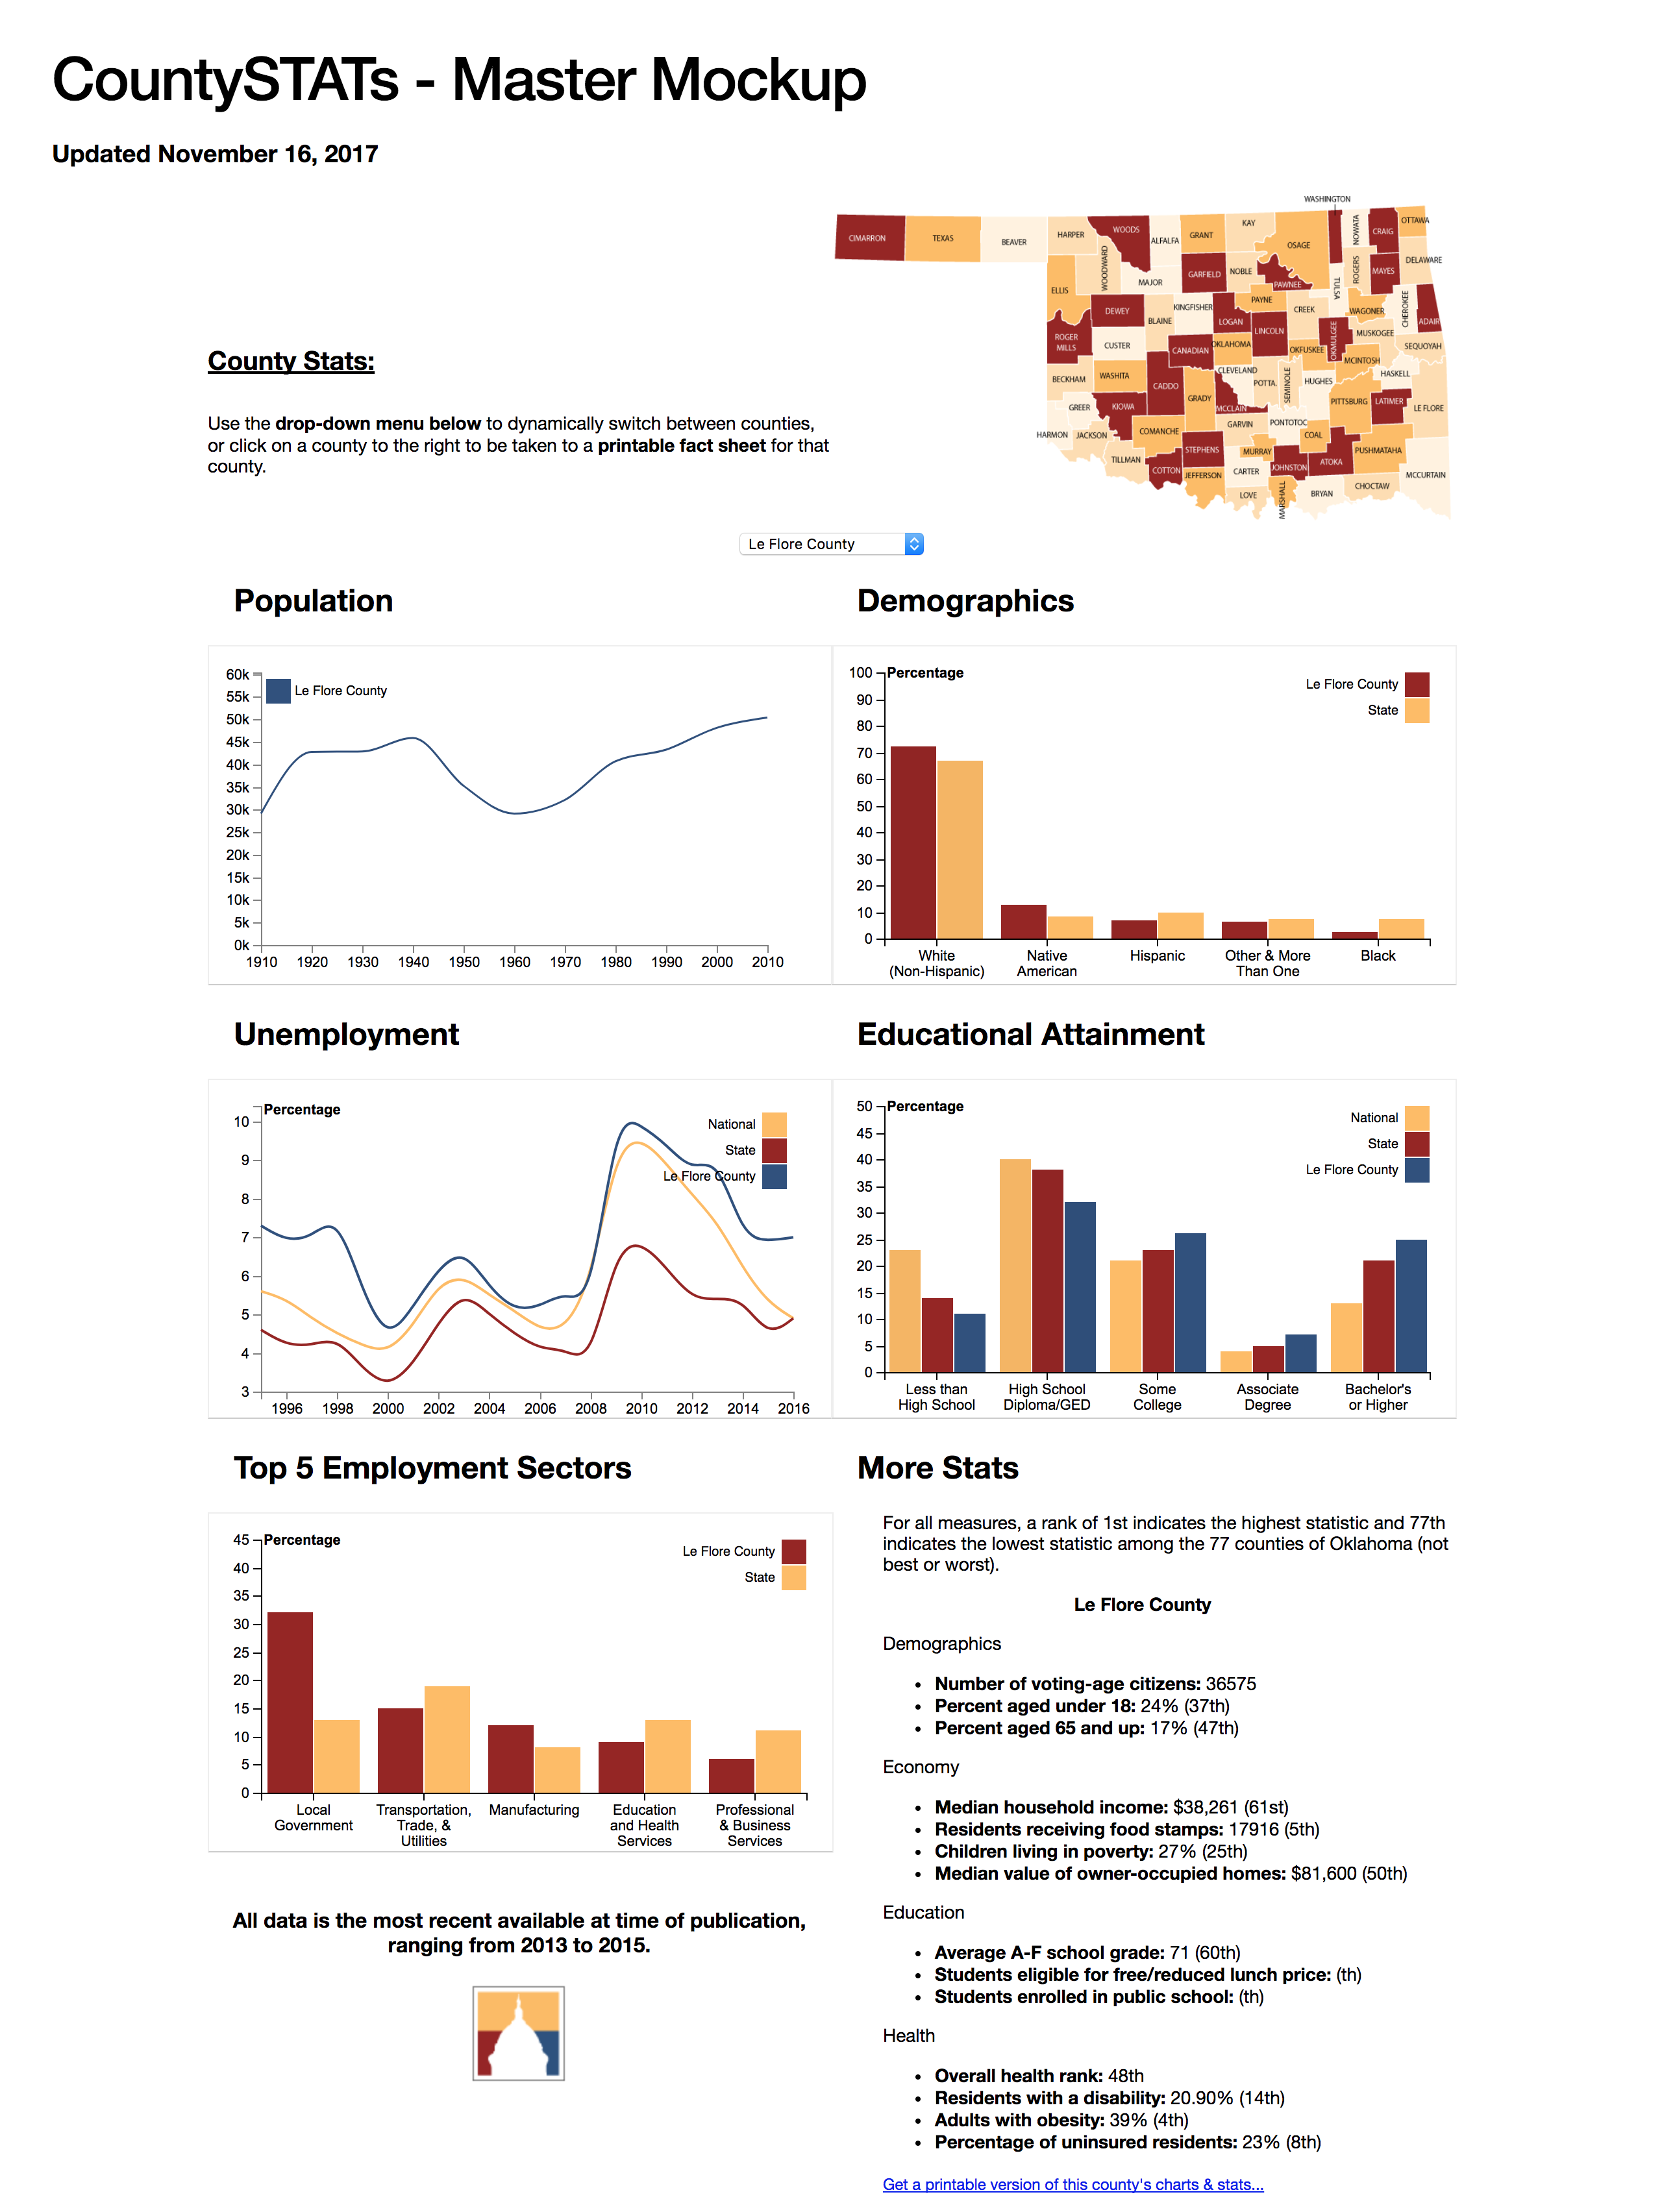 CountySTATs - Master Mockup
Updated November 16, 2017
WASHINGTON
CIMARRON
TEXAS
BEAVER
HARPER
WOODWARD
WOODS
ALFALFA
GRANT
KAY
OSAGE
NOWATA
CRAIG
OTTAWA
ELLIS
MAJOR
GARFIELD
NOBLE
PAWNEE
TULSA
ROGERS
MAYES
DELAWARE
DEWEY
BLAINE
KINGFISHER
LOGAN
PAYNE
CREEK
WAGONER
CHEROKEE
ADAIR
ROGER
MILLS
CUSTER
CANADIAN
OKLAHOMA
LINCOLN
OKFUSKEE
OKMULGEE
MUSKOGEE
MCINTOSH
SEQUOYAH
BECKHAM
WASHITA
CADDO
GRADY
CLEVELAND
POTTA.
SEMINOLE
HUGHES
PITTSBURG
HASKELL
LATIMER
LE FLORE
GREER
KIOWA
COMANCHE
MCCLAIN
GARVIN
PONTOTOC
COAL
PUSHMATAHA
HARMON
JACKSON
TILLMAN
COTTON
STEPHENS
JEFFERSON
MURRAY
CARTER
JOHNSTON
ATOKA
MCCURTAIN
LOVE
MARSHALL
BRYAN
CHOCTAW
County Stats:
Use the drop-down menu below to dynamically switch between counties,
or click on a county to the right to be taken to a printable fact sheet for that
county.
Le Flore County
Population
60k
55k
50k
45k
40k
35k
30k
25k
20k
15k
10k
5k
0k
Le Flore County
1910 1920 1930 1940 1950 1960 1970 1980 1990 2000 2010
Demographics
100
90
80
70
60
50
40
30
20
10
0
Percentage
Le Flore County
State
White
(Non-Hispanic)
Native
American
Hispanic
Other & More
Than One
Black
Unemployment
Percentage
10
9
8
7
6
5
4
3
National
State
Le Flore County
1996 1998 2000 2002 2004 2006 2008 2010 2012 2014 2016
Educational Attainment
50
45
40
35
30
25
20
15
10
5
0
Percentage
National
State
Le Flore County
Less than
High School
High School
Diploma/GED
Some
College
Associate
Degree
Bachelor's
or Higher
Top 5 Employment Sectors
45
40
35
30
25
20
15
10
5
0
Percentage
Le Flore County
State
Local
Government
Transportation,
Trade, &
Utilities
Manufacturing
Education
and Health
Services
Professional
& Business
Services
All data is the most recent available at time of publication,
ranging from 2013 to 2015.
More Stats
For all measures, a rank of 1st indicates the highest statistic and 77th
indicates the lowest statistic among the 77 counties of Oklahoma (not
best or worst).
Le Flore County
Demographics
• Number of voting-age citizens: 36575
• Percent aged under 18: 24% (37th)
• Percent aged 65 and up: 17% (47th)
Economy
• Median household income: $38,261 (61st)
• Residents receiving food stamps: 17916 (5th)
• Children living in poverty: 27% (25th)
• Median value of owner-occupied homes: $81,600 (50th)
Education
• Average A-F school grade: 71 (60th)
• Students eligible for free/reduced lunch price: (th)
• Students enrolled in public school: (th)
Health
• Overall health rank: 48th
• Residents with a disability: 20.90% (14th)
• Adults with obesity: 39% (4th)
• Percentage of uninsured residents: 23% (8th)
Get a printable version of this county's charts & stats...